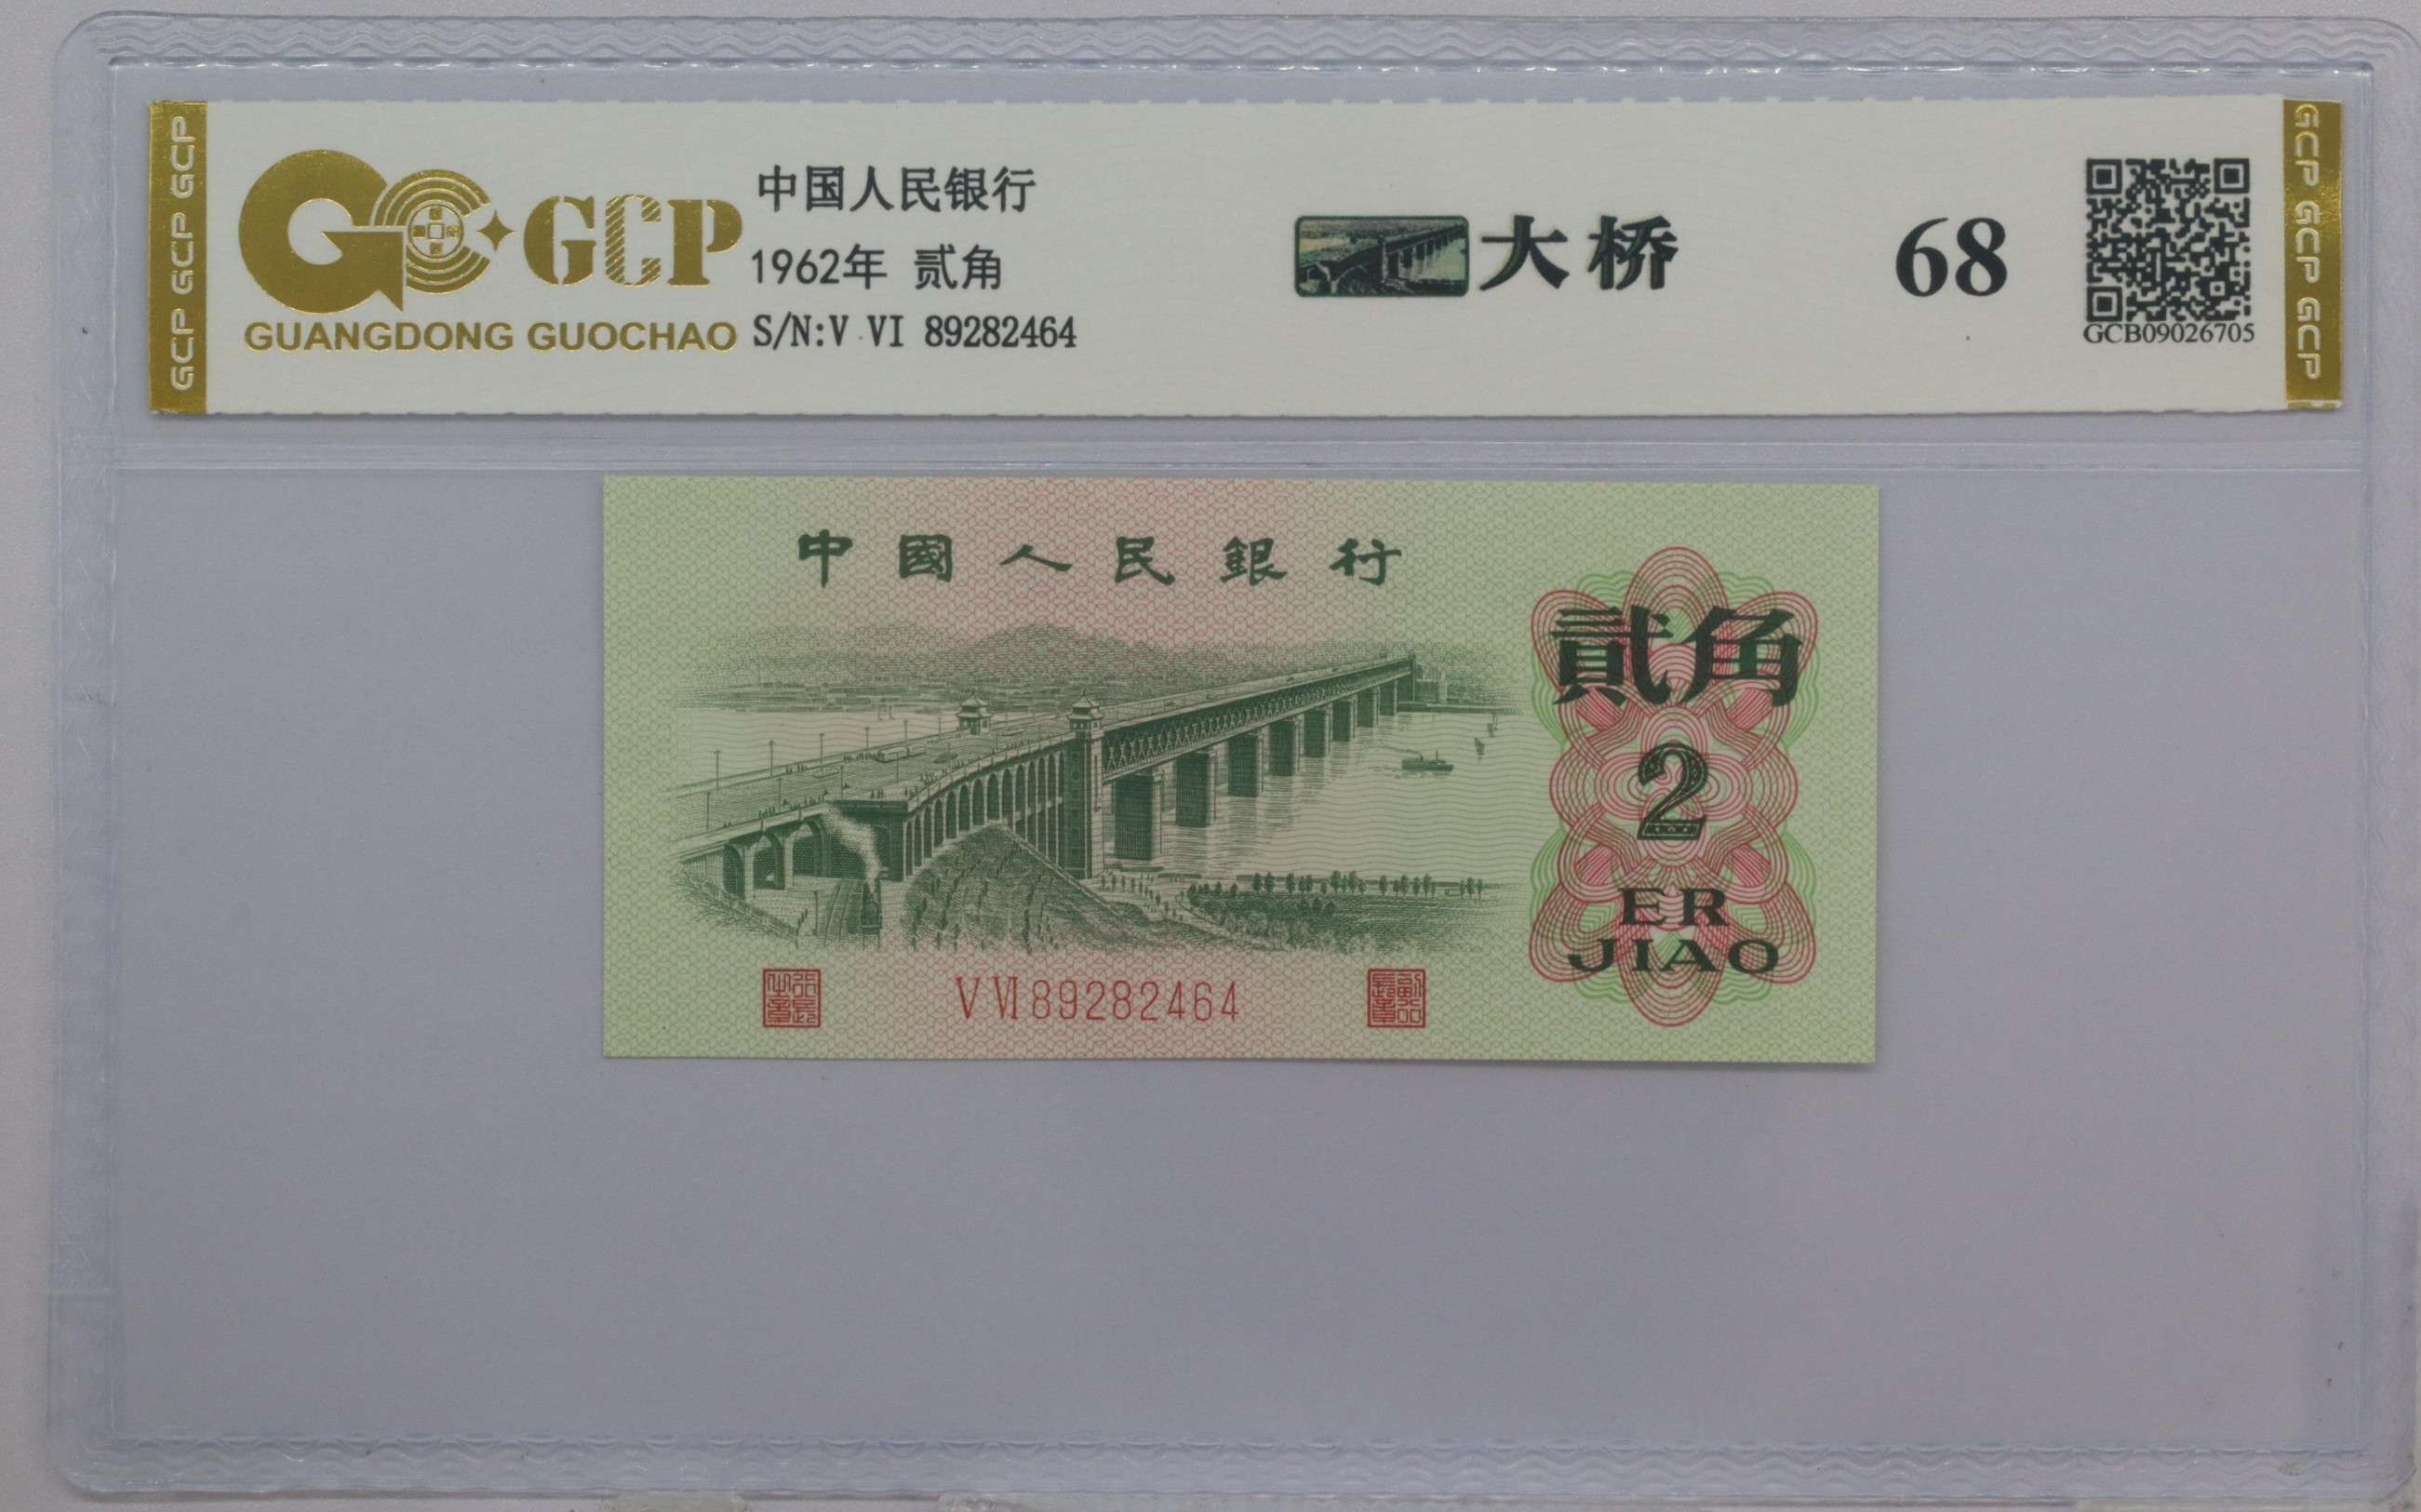 GCP GCP GCP GCP
GCP
GUANGDONG GUOCHAO
中国人民银行
1962年 贰角
S/N:V VI 89282464
大桥
68
GCB09026705
GCP GCP GCP
中國人民銀行
貳角
2
ER
JIAO
V VI 89282464